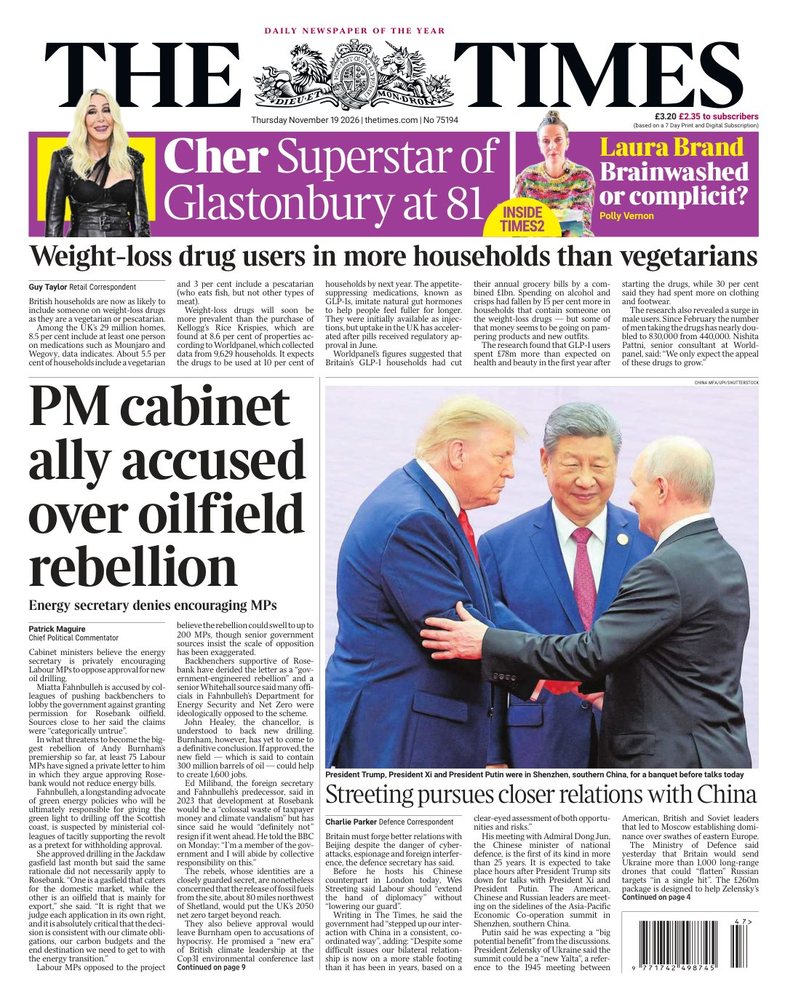 DAILY NEWSPAPER OF THE YEAR
THE TIMES
DIEU ET MON DROIT
Thursday November 19 2026 | thetimes.com | No 75194
£3.20 £2.35 to subscribers
(based on a 7 Day Print and Digital Subscription)
Cher Superstar of
Glastonbury at 81
INSIDE
TIMES2
Laura Brand
Brainwashed
or complicit?
Polly Vernon
Weight-loss drug users in more households than vegetarians
Guy Taylor Retail Correspondent
British households are now as likely to
include someone on weight-loss drugs
as they are a vegetarian or pescatarian.
Among the UK's 29 million homes,
8.5 per cent include at least one person
on medications such as Mounjaro and
Wegovy, data indicates. About 5.5 per
cent of households include a vegetarian
and 3 per cent include a pescatarian
(who eats fish, but not other types of
meat).
Weight-loss drugs will soon be
more prevalent than the purchase of
Kellogg's Rice Krispies, which are
found at 8.6 per cent of properties ac-
cording to Worldpanel, which collected
data from 9,629 households. It expects
the drugs to be used at 10 per cent of
households by next year. The appetite-
suppressing medications, known as
GLP-1s, imitate natural gut hormones
to help people feel fuller for longer.
They were initially available as injec-
tions, but uptake in the UK has acceler-
ated after pills received regulatory ap-
proval in June.
Worldpanel's figures suggested that
Britain's GLP-1 households had cut
their annual grocery bills by a com-
bined £1bn. Spending on alcohol and
crisps had fallen by 15 per cent more in
households that contain someone on
the weight-loss drugs — but some of
that money seems to be going on pam-
pering products and new outfits.
The research found that GLP-1 users
spent £78m more than expected on
health and beauty in the first year after
starting the drugs, while 30 per cent
said they had spent more on clothing
and footwear.
The research also revealed a surge in
male users. Since February the number
of men taking the drugs has nearly dou-
bled to 830,000 from 440,000. Nishita
Pattni, senior consultant at World-
panel, said: "We only expect the appeal
of these drugs to grow."
PM cabinet
ally accused
over oilfield
rebellion
Energy secretary denies encouraging MPs
Patrick Maguire
Chief Political Commentator
Cabinet ministers believe the energy
secretary is privately encouraging
Labour MPs to oppose approval for new
oil drilling.
Miatta Fahnbulleh is accused by col-
leagues of pushing backbenchers to
lobby the government against granting
permission for Rosebank oilfield.
Sources close to her said the claims
were "categorically untrue".
In what threatens to become the big-
gest rebellion of Andy Burnham's
premiership so far, at least 75 Labour
MPs have signed a private letter to him
in which they argue approving Rose-
bank would not reduce energy bills.
Fahnbulleh, a longstanding advocate
of green energy policies who will be
ultimately responsible for giving the
green light to drilling off the Scottish
coast, is suspected by ministerial col-
leagues of tacitly supporting the revolt
as a pretext for withholding approval.
She approved drilling in the Jackdaw
gasfield last month but said the same
rationale did not necessarily apply to
Rosebank. "One is a gasfield that caters
for the domestic market, while the
other is an oilfield that is mainly for
export," she said. "It is right that we
judge each application in its own right,
and it is absolutely critical that the deci-
sion is consistent with our climate obli-
gations, our carbon budgets and the
end destination we need to get to with
the energy transition."
Labour MPs opposed to the project
believe the rebellion could swell to up to
200 MPs, though senior government
sources insist the scale of opposition
has been exaggerated.
Backbenchers supportive of Rose-
bank have derided the letter as a "gov-
ernment-engineered rebellion" and a
senior Whitehall source said many offi-
cials in Fahnbulleh's Department for
Energy Security and Net Zero were
ideologically opposed to the scheme.
John Healey, the chancellor, is
understood to back new drilling.
Burnham, however, has yet to come to
a definitive conclusion. If approved, the
new field — which is said to contain
300 million barrels of oil — could help
to create 1,600 jobs.
Ed Miliband, the foreign secretary
and Fahnbulleh's predecessor, said in
2023 that development at Rosebank
would be a "colossal waste of taxpayer
money and climate vandalism" but has
since said he would "definitely not"
resign if it went ahead. He told the BBC
on Monday: "I'm a member of the gov-
ernment and I will abide by collective
responsibility on this."
The rebels, whose identities are a
closely guarded secret, are nonetheless
concerned that the release of fossil fuels
from the site, about 80 miles northwest
of Shetland, would put the UK's 2050
net zero target beyond reach.
They also believe approval would
leave Burnham open to accusations of
hypocrisy. He promised a "new era"
of British climate leadership at the
Cop31 environmental conference last
Continued on page 9
CHINA MFA/UPI/SHUTTERSTOCK
President Trump, President Xi and President Putin were in Shenzhen, southern China, for a banquet before talks today
Streeting pursues closer relations with China
Charlie Parker Defence Correspondent
Britain must forge better relations with
Beijing despite the danger of cyber-
attacks, espionage and foreign interfer-
ence, the defence secretary has said.
Before he hosts his Chinese
counterpart in London today, Wes
Streeting said Labour should "extend
the hand of diplomacy" without
"lowering our guard".
Writing in The Times, he said the
government had "stepped up our inter-
action with China in a consistent, co-
ordinated way", adding: "Despite some
difficult issues our bilateral relation-
ship is now on a more stable footing
than it has been in years, based on a
clear-eyed assessment of both opportu-
nities and risks."
His meeting with Admiral Dong Jun,
the Chinese minister of national
defence, is the first of its kind in more
than 25 years. It is expected to take
place hours after President Trump sits
down for talks with President Xi and
President Putin. The American,
Chinese and Russian leaders are meet-
ing on the sidelines of the Asia-Pacific
Economic Co-operation summit in
Shenzhen, southern China.
Putin said he was expecting a "big
potential benefit" from the discussions.
President Zelensky of Ukraine said the
summit could be a "new Yalta", a refer-
ence to the 1945 meeting between
American, British and Soviet leaders
that led to Moscow establishing domi-
nance over swathes of eastern Europe.
The Ministry of Defence said
yesterday that Britain would send
Ukraine more than 1,000 long-range
drones that could "flatten" Russian
targets "in a single hit". The £260m
package is designed to help Zelensky's
Continued on page 4
47>
9 771742 498745